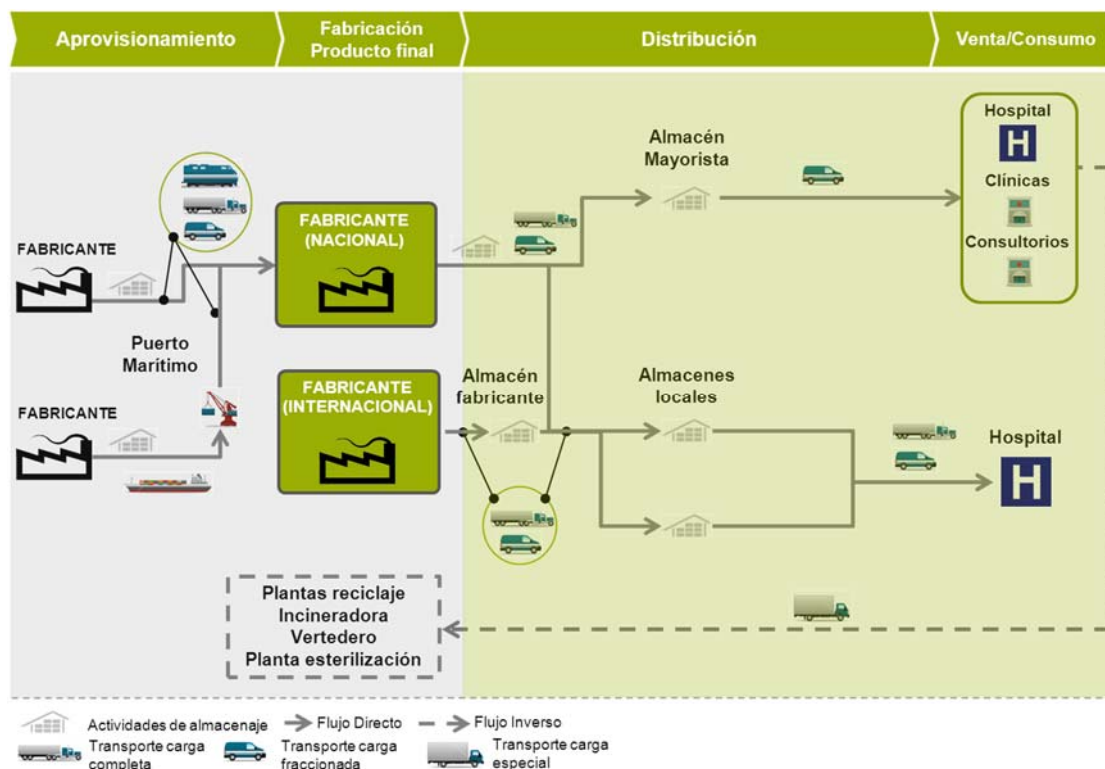 Aprovisionamiento
Fabricación
Producto final
Distribución
Venta/Consumo
Hospital
H
Clínicas
Consultorios
Almacén
Mayorista
FABRICANTE
FABRICANTE
(NACIONAL)
Puerto
Marítimo
FABRICANTE
FABRICANTE
(INTERNACIONAL)
Almacén
fabricante
Almacenes
locales
Hospital
H
Plantas reciclaje
Incineradora
Vertedero
Planta esterilización
Actividades de almacenaje
Flujo Directo
Flujo Inverso
Transporte carga
completa
Transporte carga
fraccionada
Transporte carga
especial